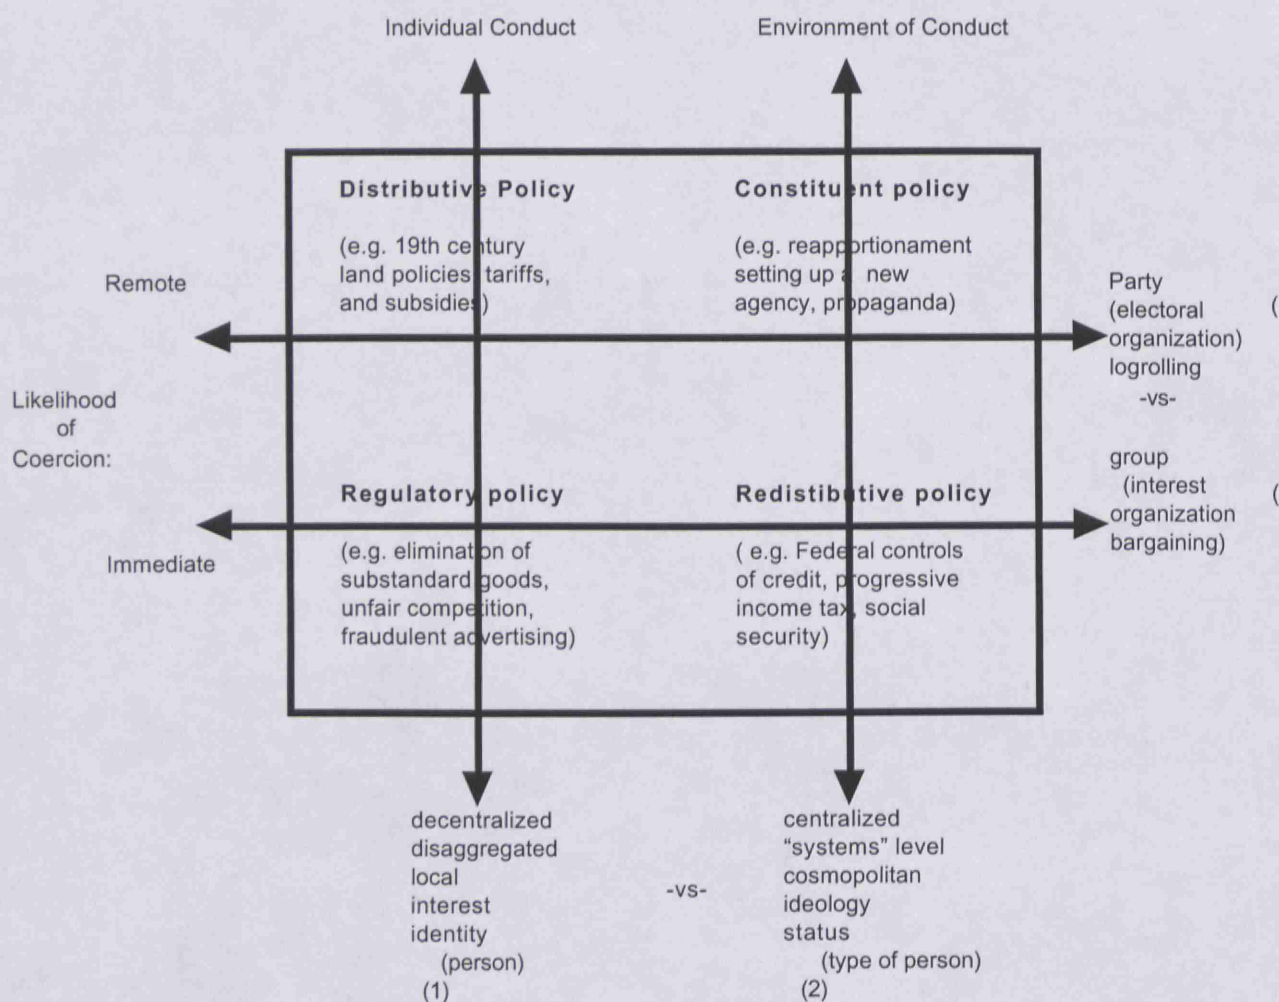 Individual Conduct
Environment of Conduct
Distributive Policy
(e.g. 19th century
land policies, tariffs,
and subsidies)
Constituent policy
(e.g. reapportionament
setting up a new
agency, propaganda)
Remote
Party
(electoral
organization)
logrolling
-vs-
group
(interest
organization
bargaining)
(
(
Likelihood
of
Coercion:
Regulatory policy
(e.g. elimination of
substandard goods,
unfair competition,
fraudulent advertising)
Redistibutive policy
( e.g. Federal controls
of credit, progressive
income tax, social
security)
Immediate
decentralized
disaggregated
local
interest
identity
(person)
(1)
-vs-
centralized
“systems” level
cosmopolitan
ideology
status
(type of person)
(2)